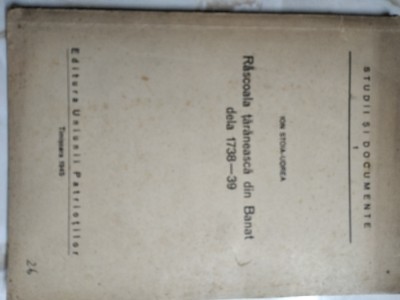 STUDII ȘI DOCUMENTE
1
ION STOIA-UDREA
Răscoala țărănească din Banat
dela 1738—39
Editura Uniunii Patrioților
Timișoara 1945
26